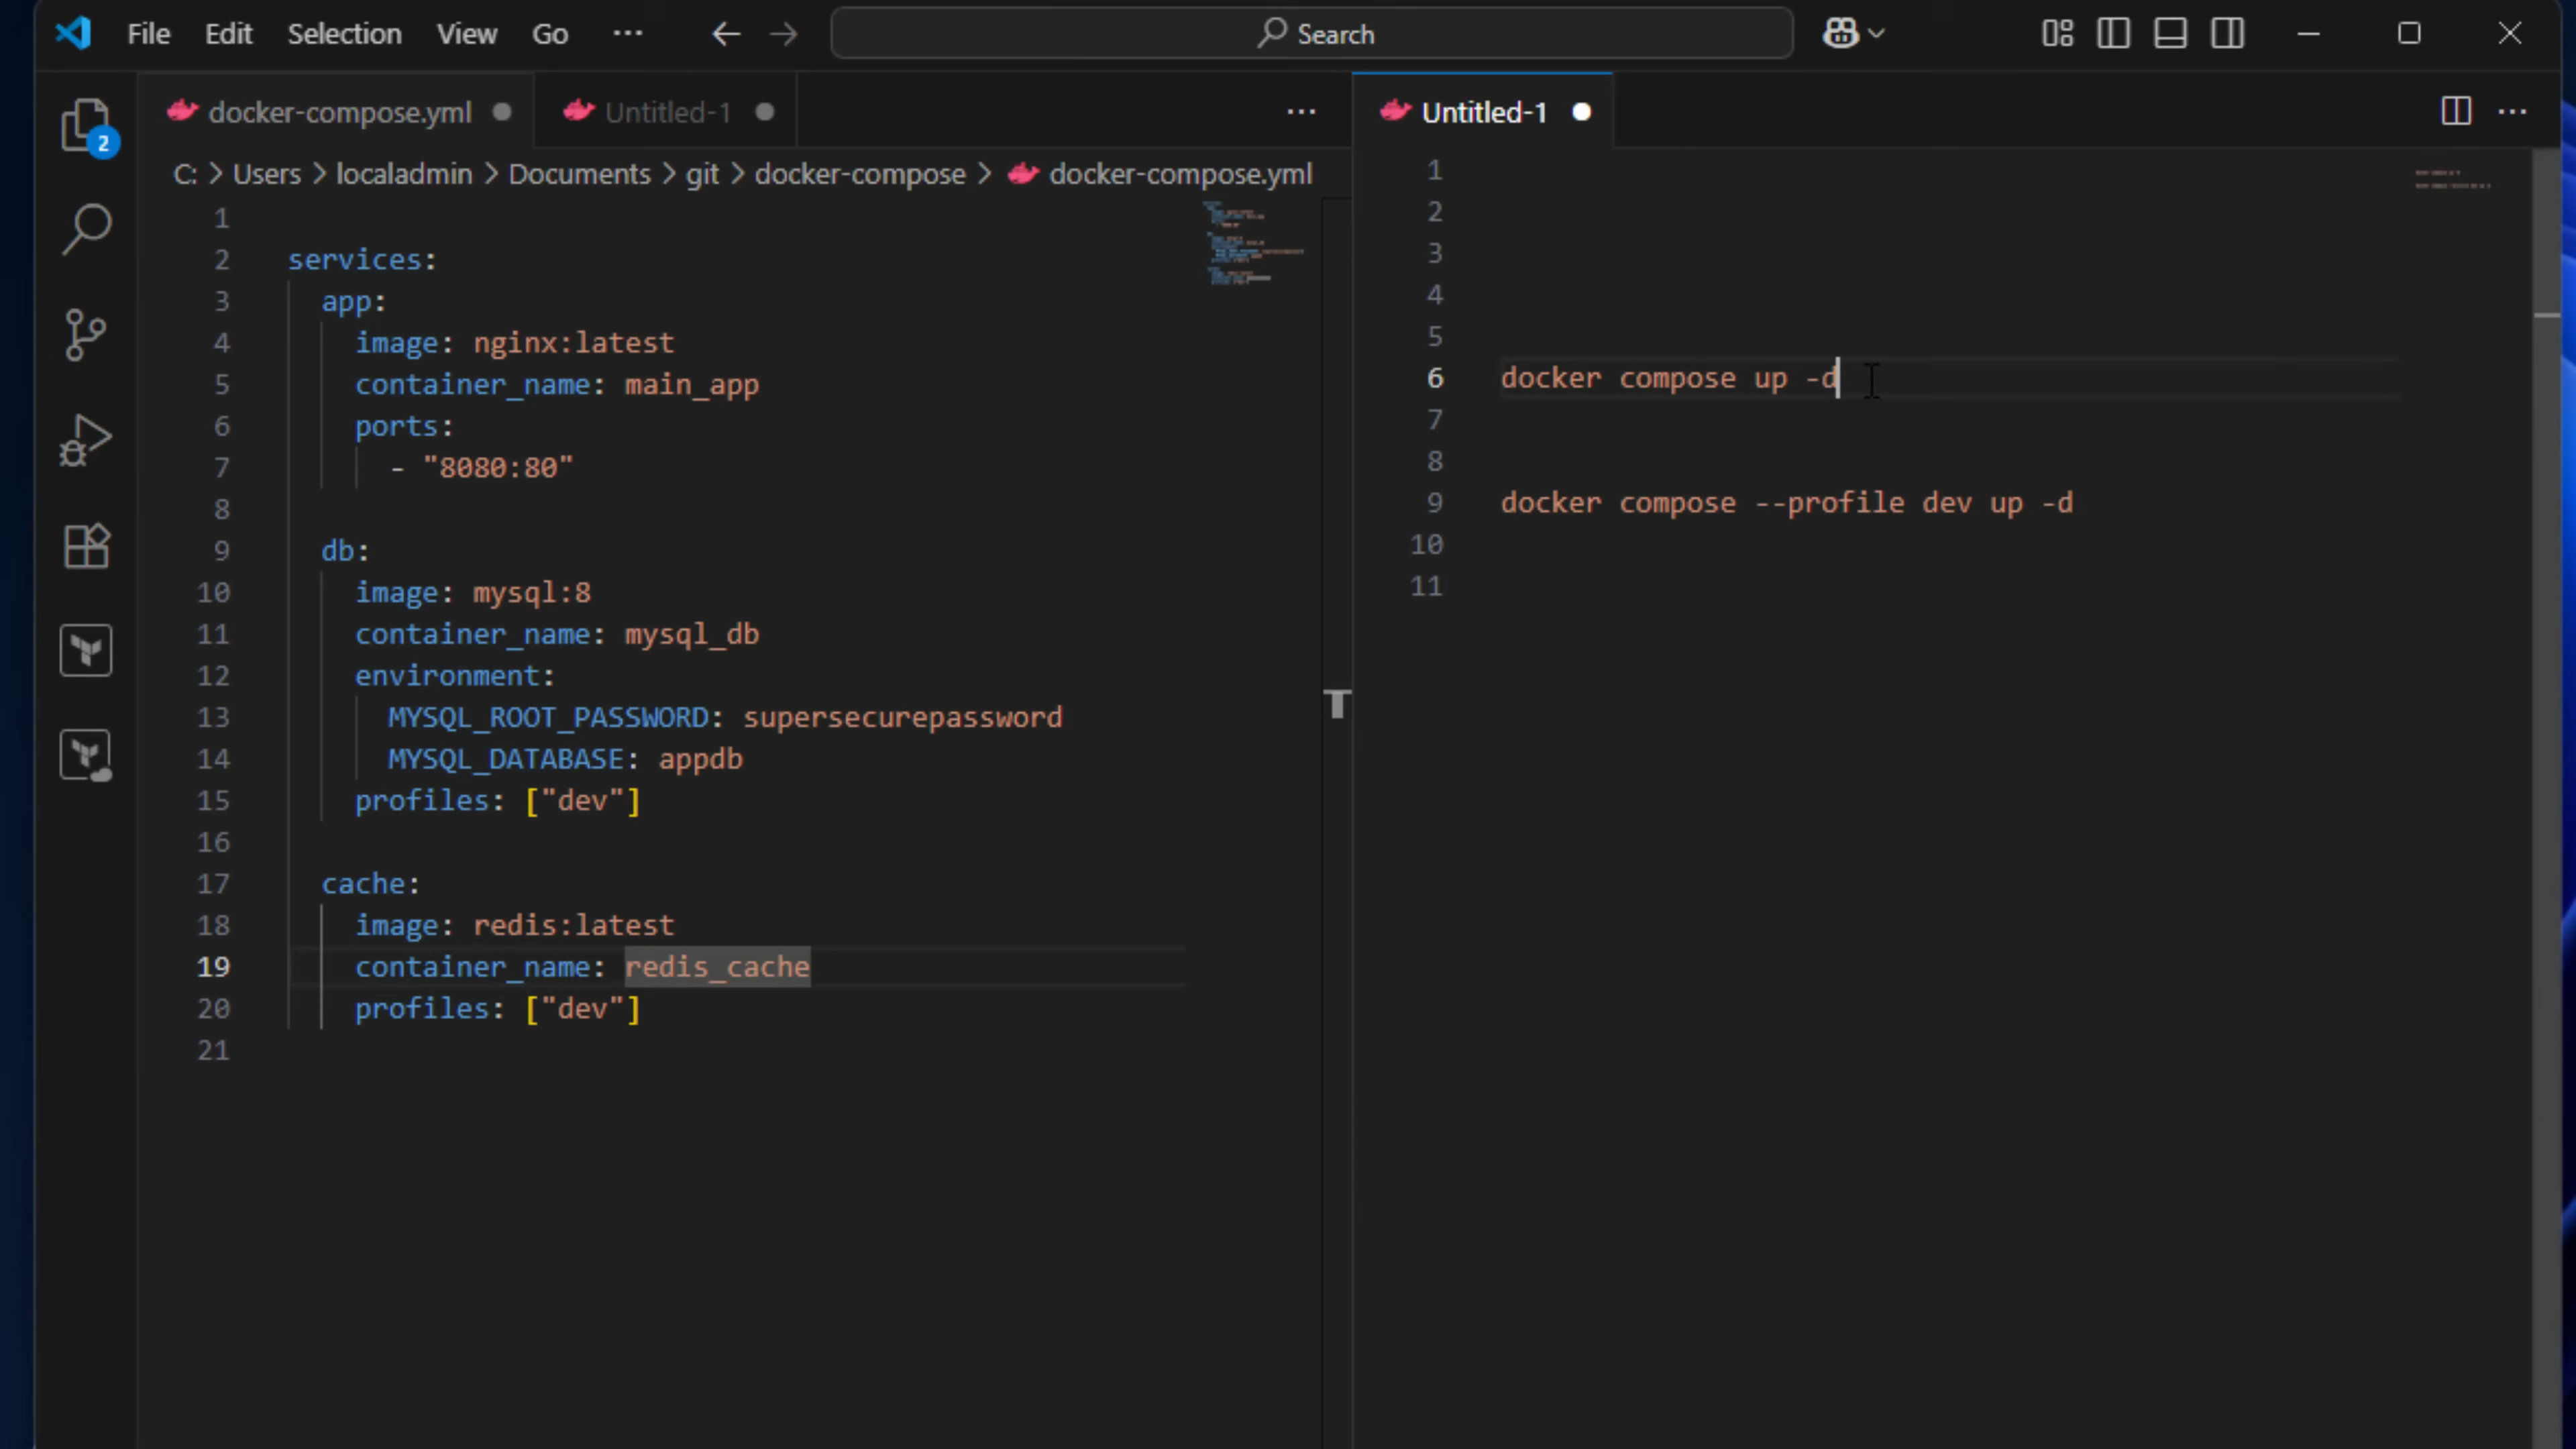 File Edit Selection View Go ··· Search
docker-compose.yml Untitled-1 ···
C: > Users > localadmin > Documents > git > docker-compose > docker-compose.yml
2
1
2 services:
3 app:
4 image: nginx:latest
5 container_name: main_app
6 ports:
7 - "8080:80"
8
9 db:
10 image: mysql:8
11 container_name: mysql_db
12 environment:
13 MYSQL_ROOT_PASSWORD: supersecurepassword
14 MYSQL_DATABASE: appdb
15 profiles: ["dev"]
16
17 cache:
18 image: redis:latest
19 container_name: redis_cache
20 profiles: ["dev"]
21
Untitled-1 ···
1
2
3
4
5
6 docker compose up -d
7
8
9 docker compose --profile dev up -d
10
11